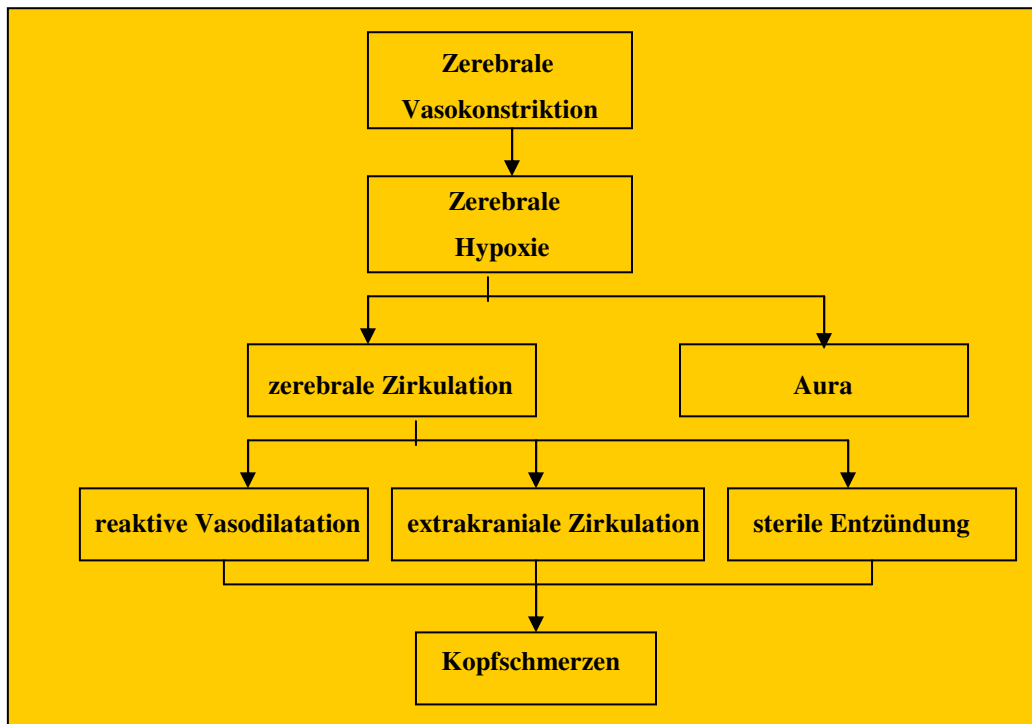 Zerebrale
Vasokonstriktion
Zerebrale
Hypoxie
zerebrale Zirkulation
Aura
reaktive Vasodilatation
extrakraniale Zirkulation
sterile Entzündung
Kopfschmerzen